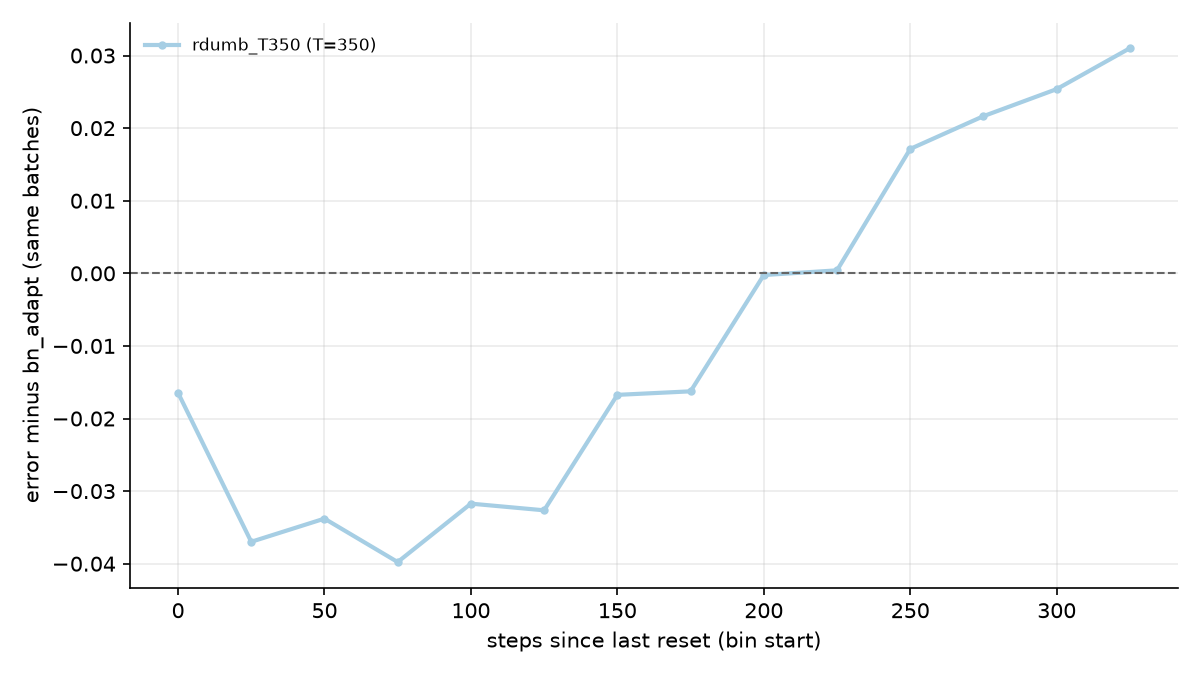 rdumb_T350 (T=350)
error minus bn_adapt (same batches)
0.03
0.02
0.01
0.00
−0.01
−0.02
−0.03
−0.04
0 50 100 150 200 250 300
steps since last reset (bin start)